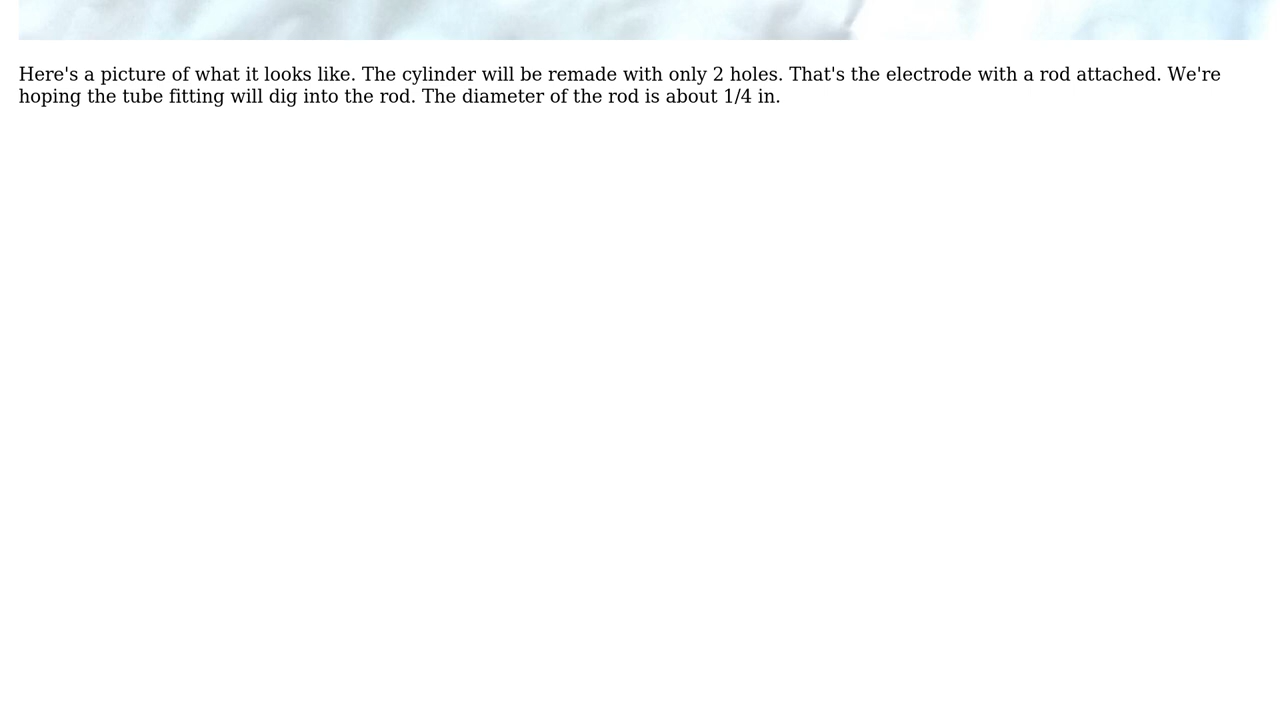 Here's a picture of what it looks like. The cylinder will be remade with only 2 holes. That's the electrode with a rod attached. We're
hoping the tube fitting will dig into the rod. The diameter of the rod is about 1/4 in.